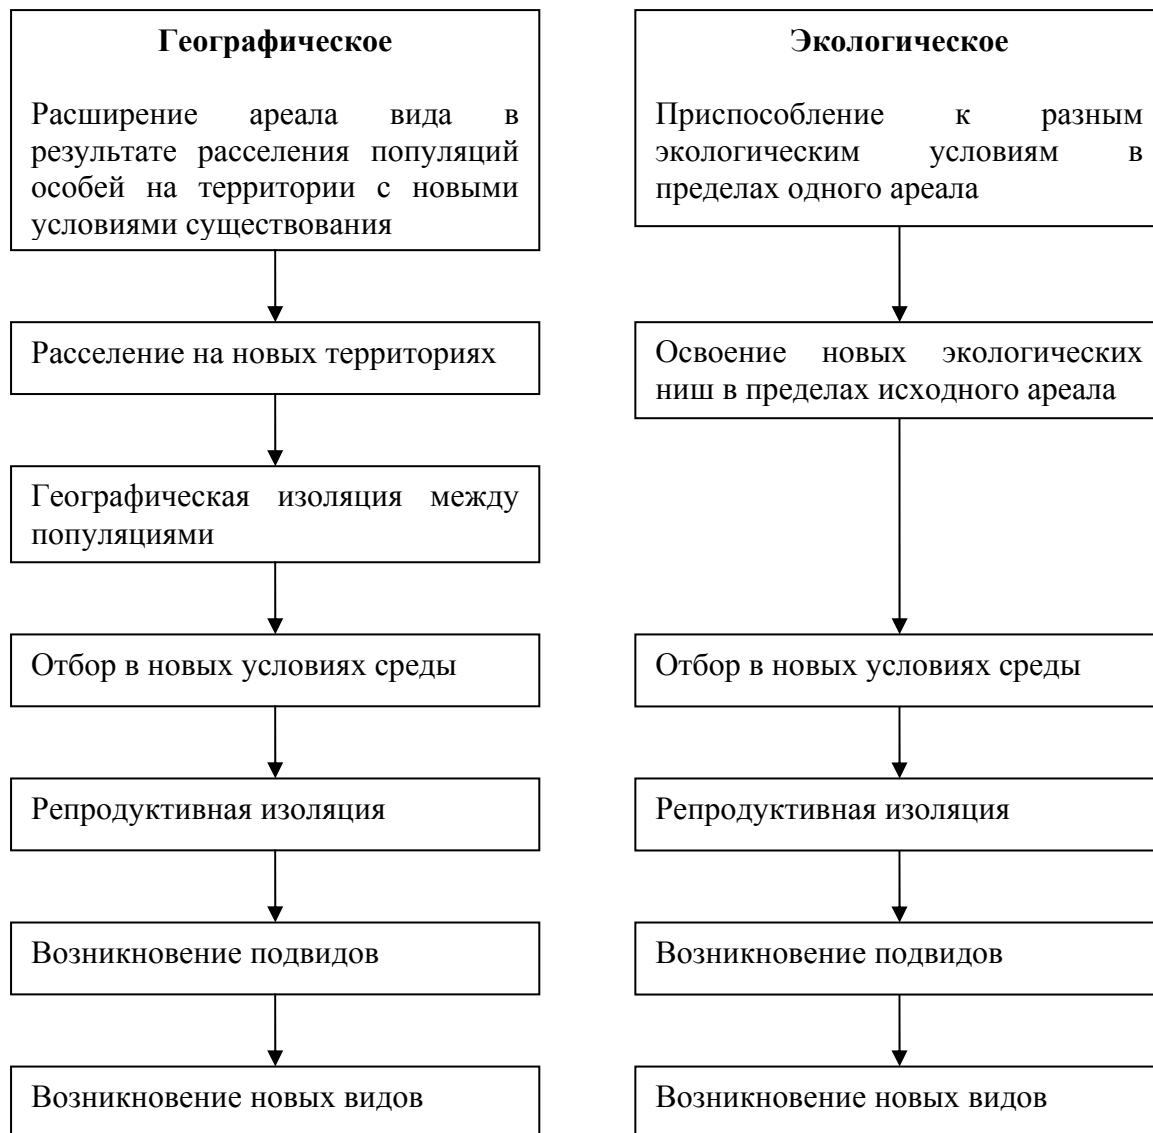 Географическое
Расширение ареала вида в
результате расселения популяций
особей на территории с новыми
условиями существования
Расселение на новых территориях
Географическая изоляция между
популяциями
Отбор в новых условиях среды
Репродуктивная изоляция
Возникновение подвидов
Возникновение новых видов
Экологическое
Приспособление к разным
экологическим условиям в
пределах одного ареала
Освоение новых экологических
ниш в пределах исходного ареала
Отбор в новых условиях среды
Репродуктивная изоляция
Возникновение подвидов
Возникновение новых видов